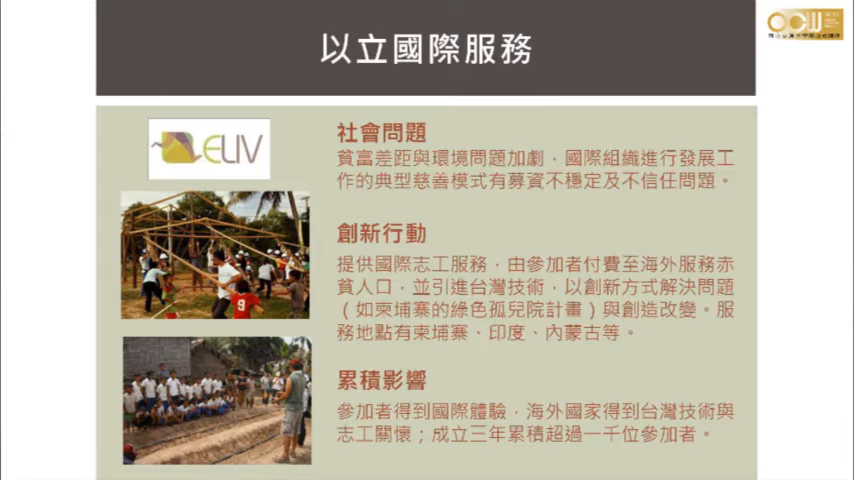 以立國際服務
OCW
ELIV
社會問題
貧富差距與環境問題加劇，國際組織進行發展工
作的典型慈善模式有募資不穩定及不信任問題。
創新行動
提供國際志工服務，由參加者付費至海外服務赤
貧人口，並引進台灣技術，以創新方式解決問題
（如柬埔寨的綠色孤兒院計畫）與創造改變。服
務地點有柬埔寨、印度、內蒙古等。
9
累積影響
參加者得到國際體驗，海外國家得到台灣技術與
志工關懷；成立三年累積超過一千位參加者。